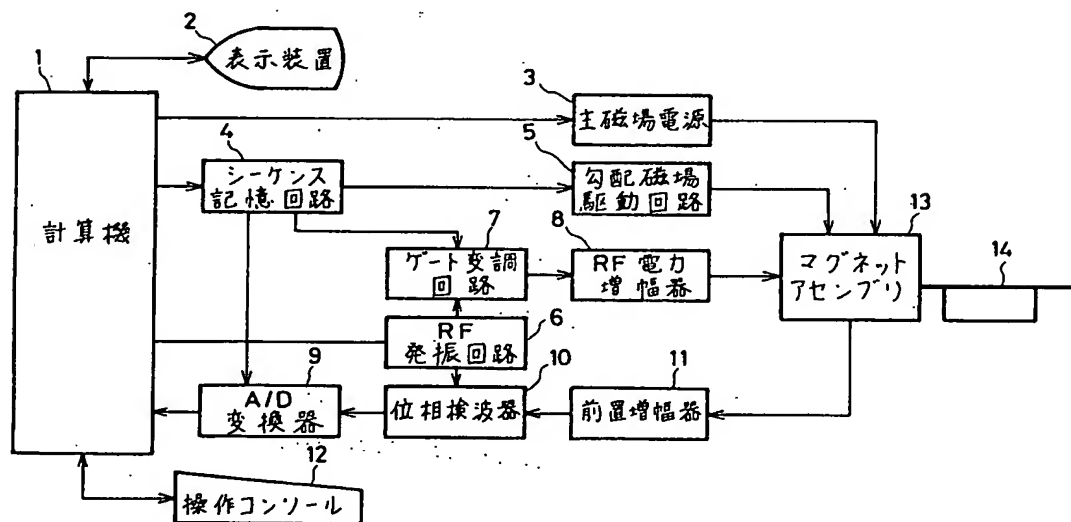 1
計算機
2
表示装置
3
主磁場電源
4
シーケンス
記憶回路
5
勾配磁場
駆動回路
7
ゲート変調
回路
8
RF電力
増幅器
13
マグネット
アセンブリ
14
6
RF
発振回路
9
A/D
変換器
10
位相検波器
11
前置増幅器
12
操作コンソール